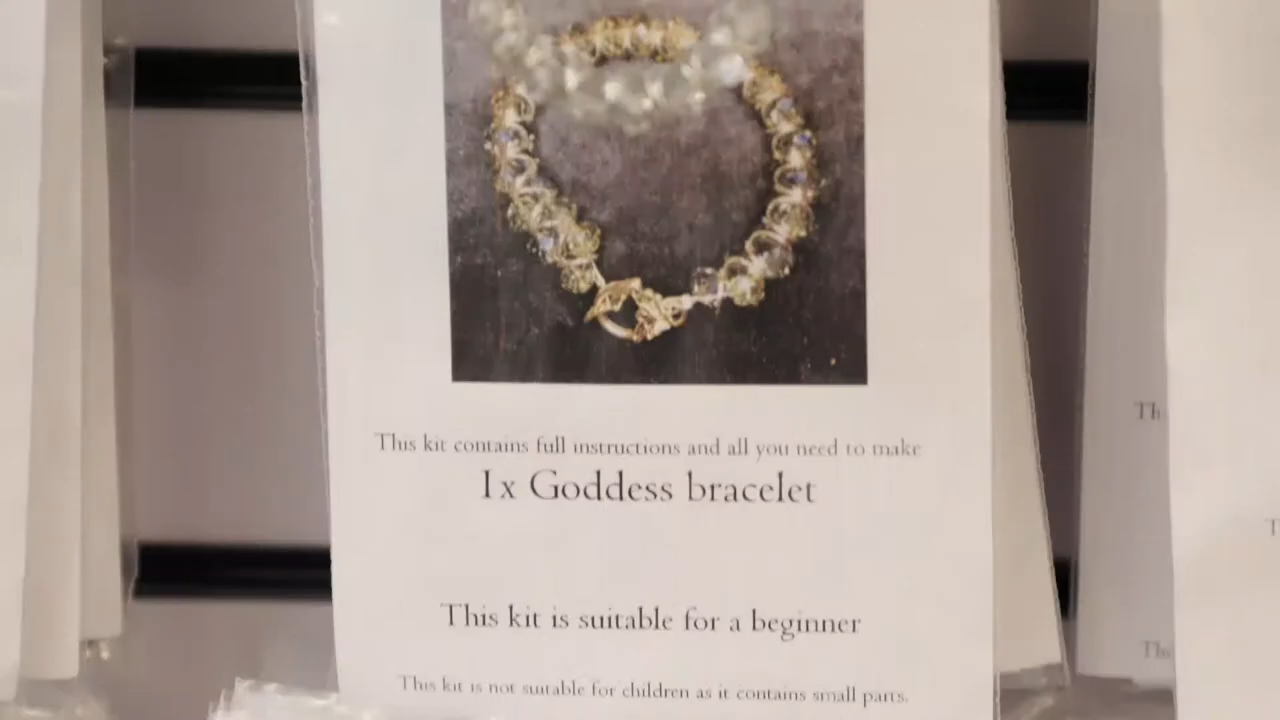 This kit contains full instructions and all you need to make
1x Goddess bracelet
This kit is suitable for a beginner
This kit is not suitable for children as it contains small parts.